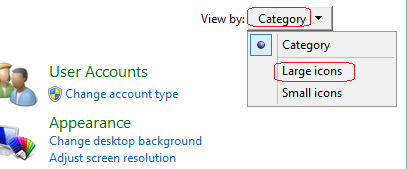 View by: Category
Category
Large icons
Small icons
User Accounts
Change account type
Appearance
Change desktop background
Adjust screen resolution